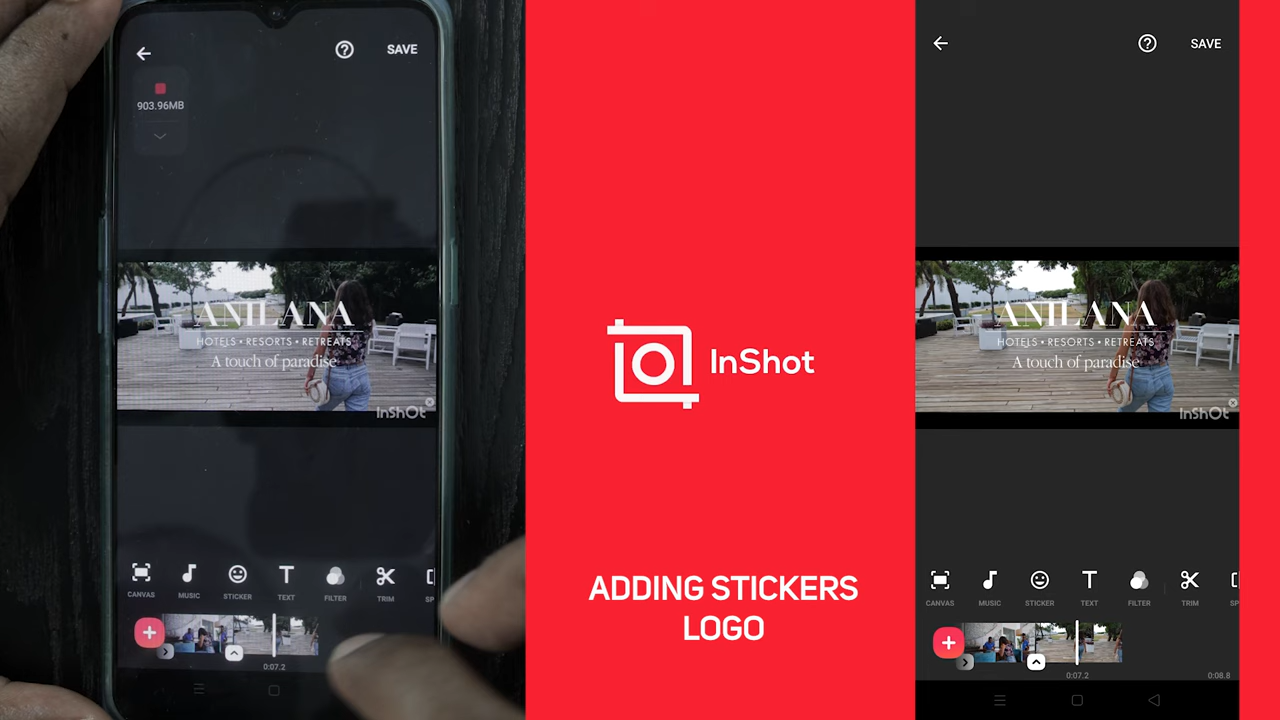 SAVE
903.96MB
ANILANA
HOTELS • RESORTS • RETREATS
A touch of paradise
InShOt
CANVAS
MUSIC
STICKER
TEXT
FILTER
TRIM
SP
0:07.2
InShot
ADDING STICKERS
LOGO
SAVE
ANILANA
HOTELS • RESORTS • RETREATS
A touch of paradise
InShOt
CANVAS
MUSIC
STICKER
TEXT
FILTER
TRIM
SP
0:07.2
0:08.8